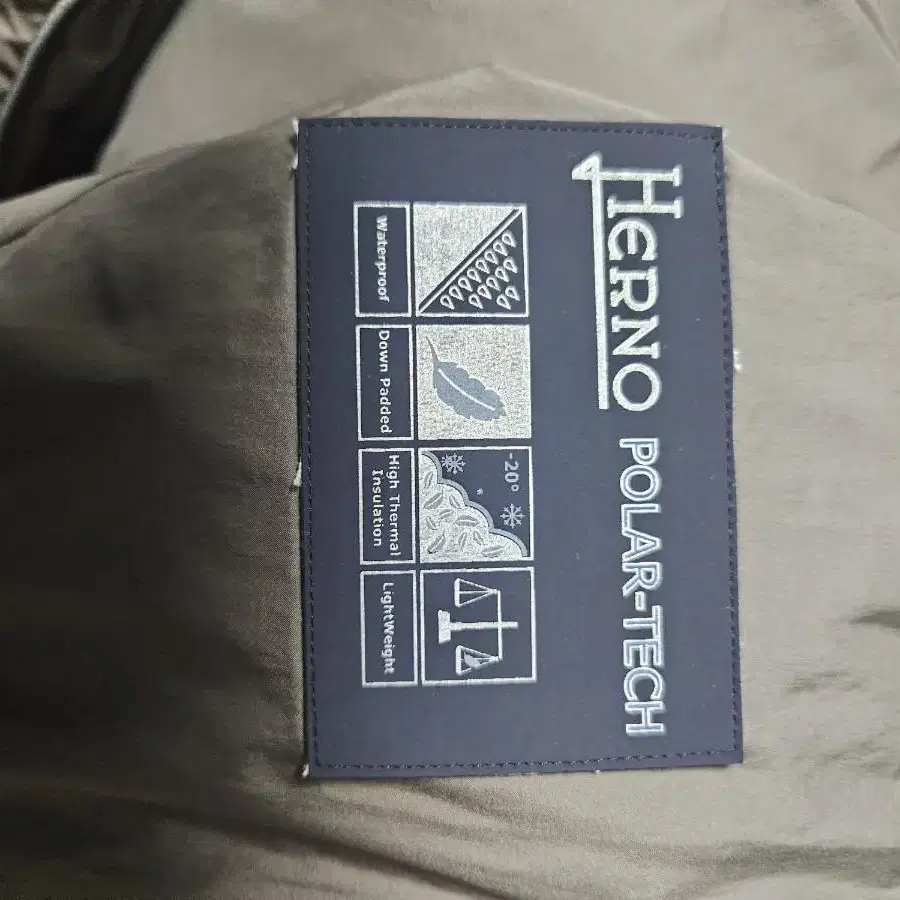 HERNO POLAR-TECH
-20°
Waterproof
Down Padded
High Thermal
Insulation
LightWeight